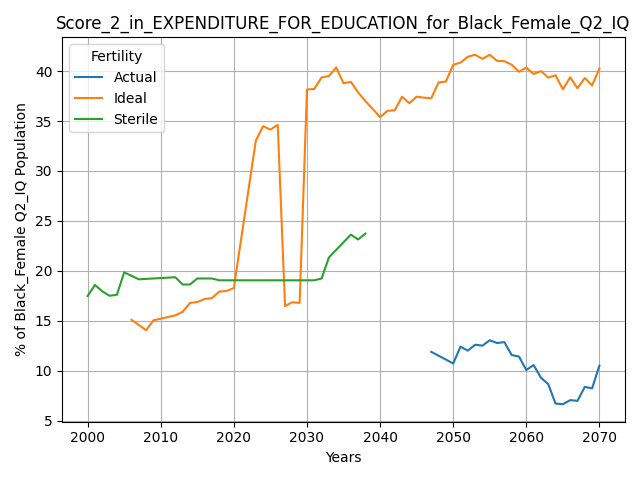 Score_2_in_EXPENDITURE_FOR_EDUCATION_for_Black_Female_Q2_IQ
Fertility
Actual
Ideal
Sterile
% of Black_Female Q2_IQ Population
40
35
30
25
20
15
10
5
2000 2010 2020 2030 2040 2050 2060 2070
Years